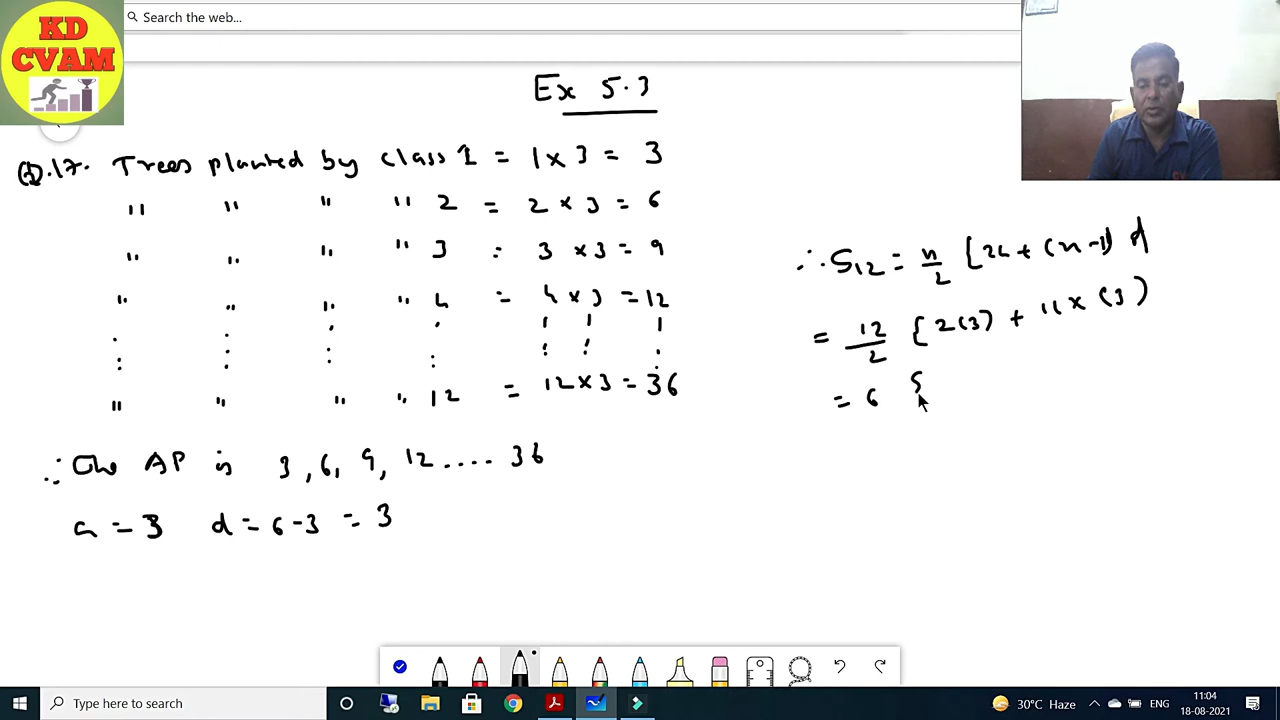 Search the web...
KD
CVAM
Ex 5.3
Q.17. Trees planted by class 1 = 1 x 3 = 3
" " " " 2 = 2 x 3 = 6
" " " " 3 = 3 x 3 = 9
" " " " 4 = 4 x 3 = 12
" " " " 12 = 12 x 3 = 36
∴ The AP is 3, 6, 9, 12 .... 36
a = 3 d = 6 - 3 = 3
∴ S12 = n/2 [2a + (n-1) d
= 12/2 [2(3) + 11 x (3)
= 6
Type here to search
30°C Haze
ENG
11:04
18-08-2021